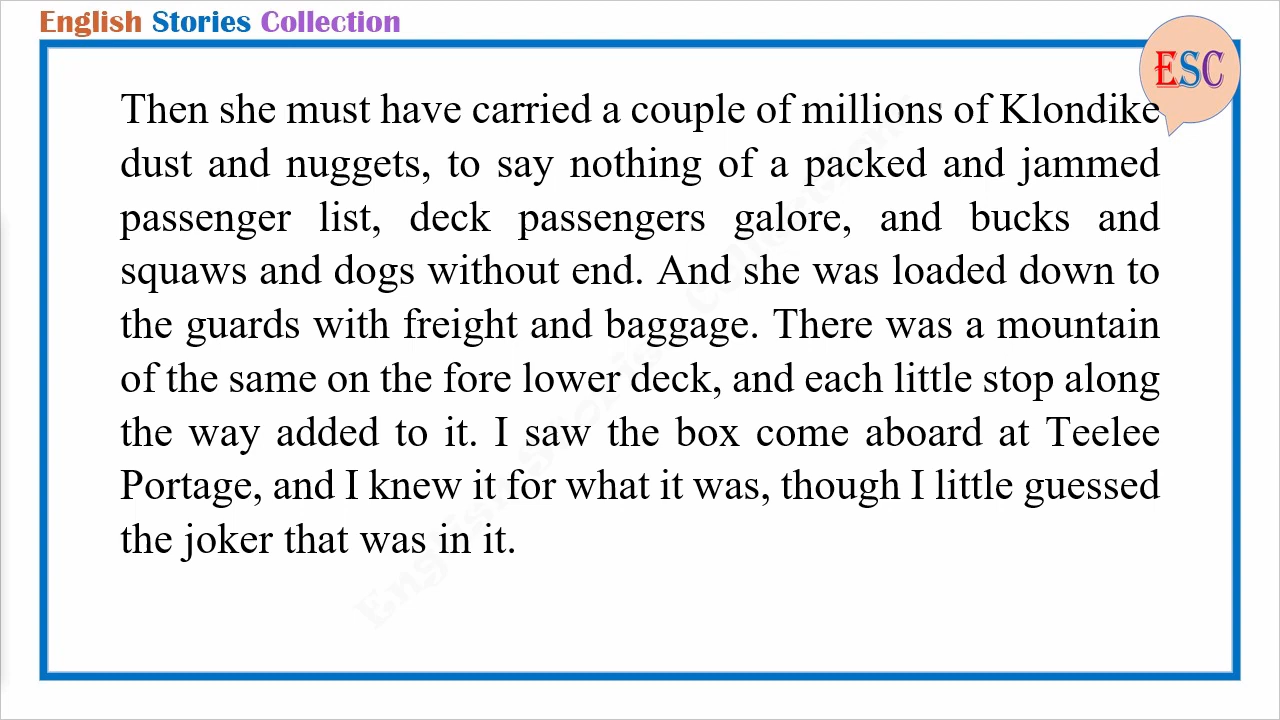 English Stories Collection
ESC
Then she must have carried a couple of millions of Klondike
dust and nuggets, to say nothing of a packed and jammed
passenger list, deck passengers galore, and bucks and
squaws and dogs without end. And she was loaded down to
the guards with freight and baggage. There was a mountain
of the same on the fore lower deck, and each little stop along
the way added to it. I saw the box come aboard at Teelee
Portage, and I knew it for what it was, though I little guessed
the joker that was in it.
English Stories Collection